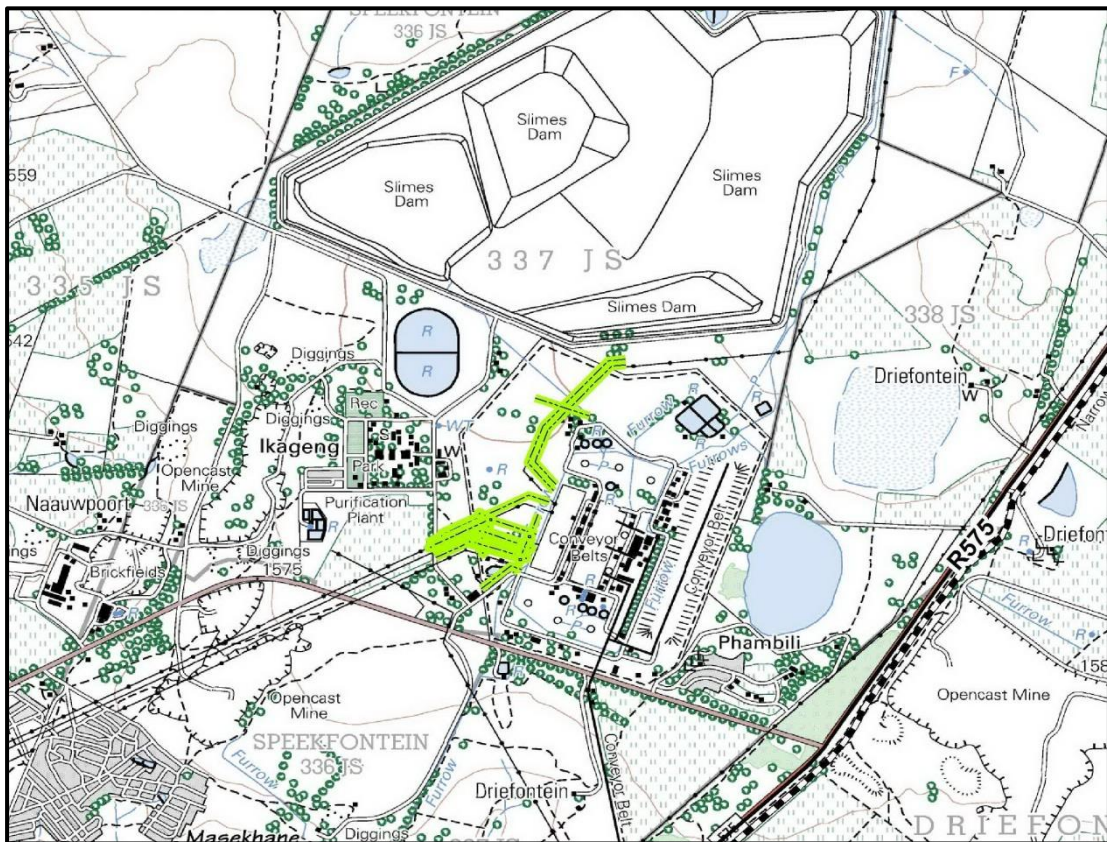 SPEEKFONTEIN
336 JS
F
Slimes
Dam
Slimes
Dam
Slimes
Dam
559
337 JS
335 JS
Slimes Dam
338 JS
642
R
R
Diggings
Driefontein
W
Narrow
Rec
Furrow
R
Diggings
Diggings
S
WT
R
P
R
R
Furrows
Ikageng
W
Park
R
P
R
Opencast
Mine
Naauwpoort
335 JS
Purification
Plant
R
Conveyor Belt
R575
Diggings
1575
Conveyor
Belts
Brickfields
R
Furrow
R
P
R
Furrow
R
Phambili
158
Opencast
Mine
Opencast Mine
SPEEKFONTEIN
336 JS
Furrow
Furrow
Conveyor Belt
Driefontein
Masekhane
Diggings
DRIEFON